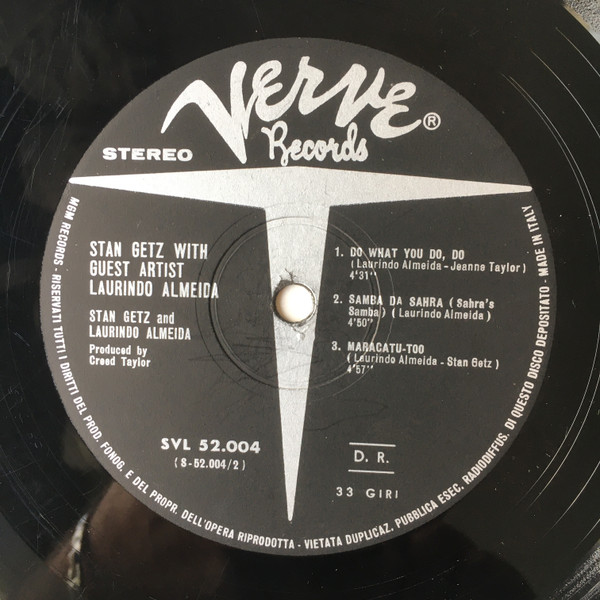 VERVE®
Records
STEREO
STAN GETZ WITH
GUEST ARTIST
LAURINDO ALMEIDA
STAN GETZ and
LAURINDO ALMEIDA
Produced by
Creed Taylor
1. DO WHAT YOU DO, DO
(Laurindo Almeida - Jeanne Taylor)
4'31''
2. SAMBA DA SAHRA (Sahra's
Samba) (Laurindo Almeida)
4'50''
3. MARACATU-TOO
(Laurindo Almeida - Stan Getz)
4'57''
SVL 52.004
(S-52.004/2)
D. R.
33 GIRI
MGM RECORDS - RISERVATI TUTTI I DIRITTI DEL PROD. FONOG. E DEL PROPR. DELL'OPERA RIPRODOTTA - VIETATA DUPLICAZ. PUBBLICA ESEC. RADIODIFFUS. DI QUESTO DISCO DEPOSITATO - MADE IN ITALY